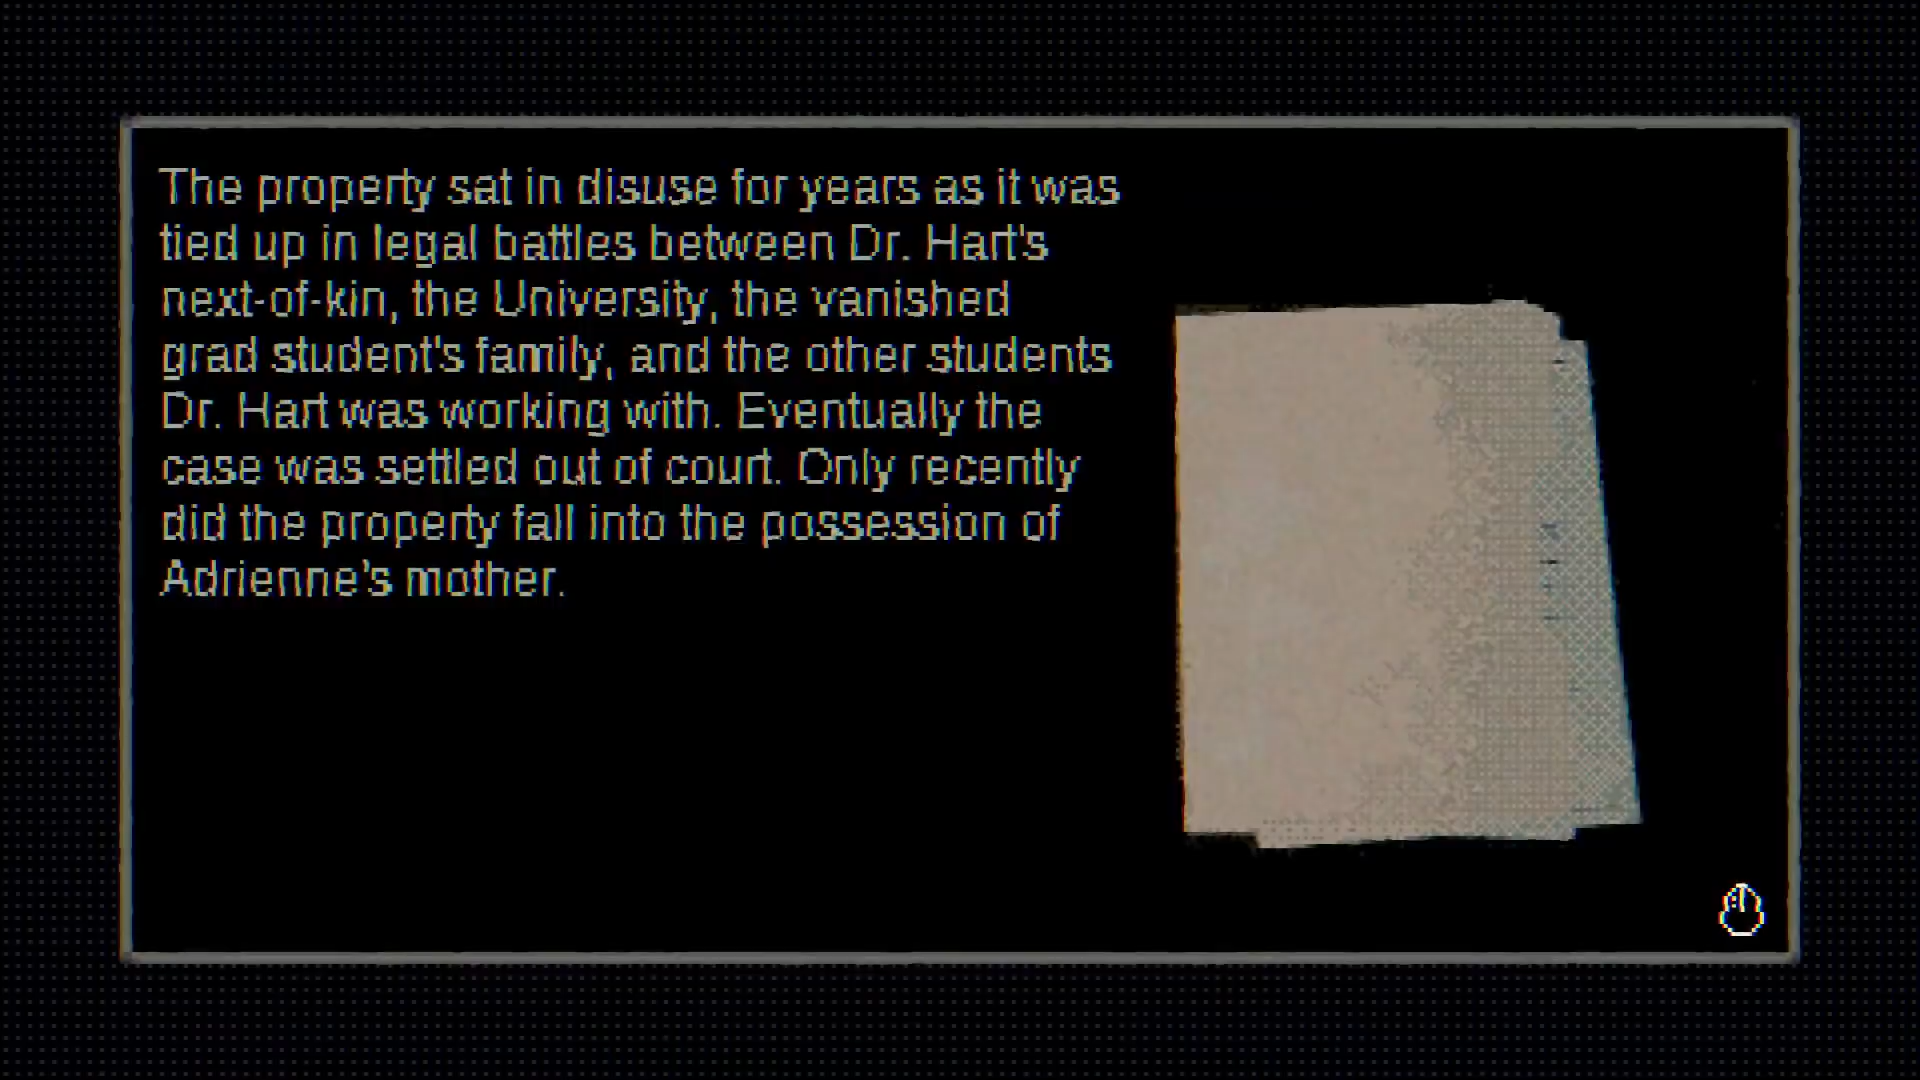 The property sat in disuse for years as it was
tied up in legal battles between Dr. Hart's
next-of-kin, the University, the vanished
grad student's family, and the other students
Dr. Hart was working with. Eventually the
case was settled out of court. Only recently
did the property fall into the possession of
Adrienne's mother.